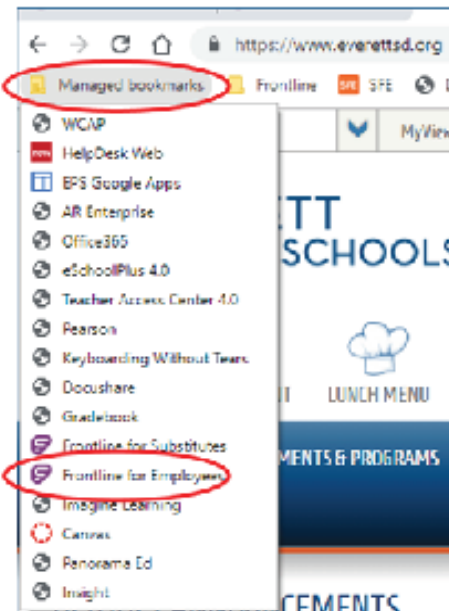 https://www.everettsd.org
Managed bookmarks Frontline SFE SFE
WCAP
MyView
HelpDesk Web
EPS Google Apps
AR Enterprise
ETT
Office365
SCHOOLS
eSchoolPlus 4.0
Teacher Access Center 4.0
Pearson
Keyboarding Without Tears
Docushare
LUNCH MENU
Gradebook
Frontline for Substitutes
MENTS & PROGRAMS
Frontline for Employees
Imagine Learning
Canvas
Panorama Ed
Insight
CEMENTS